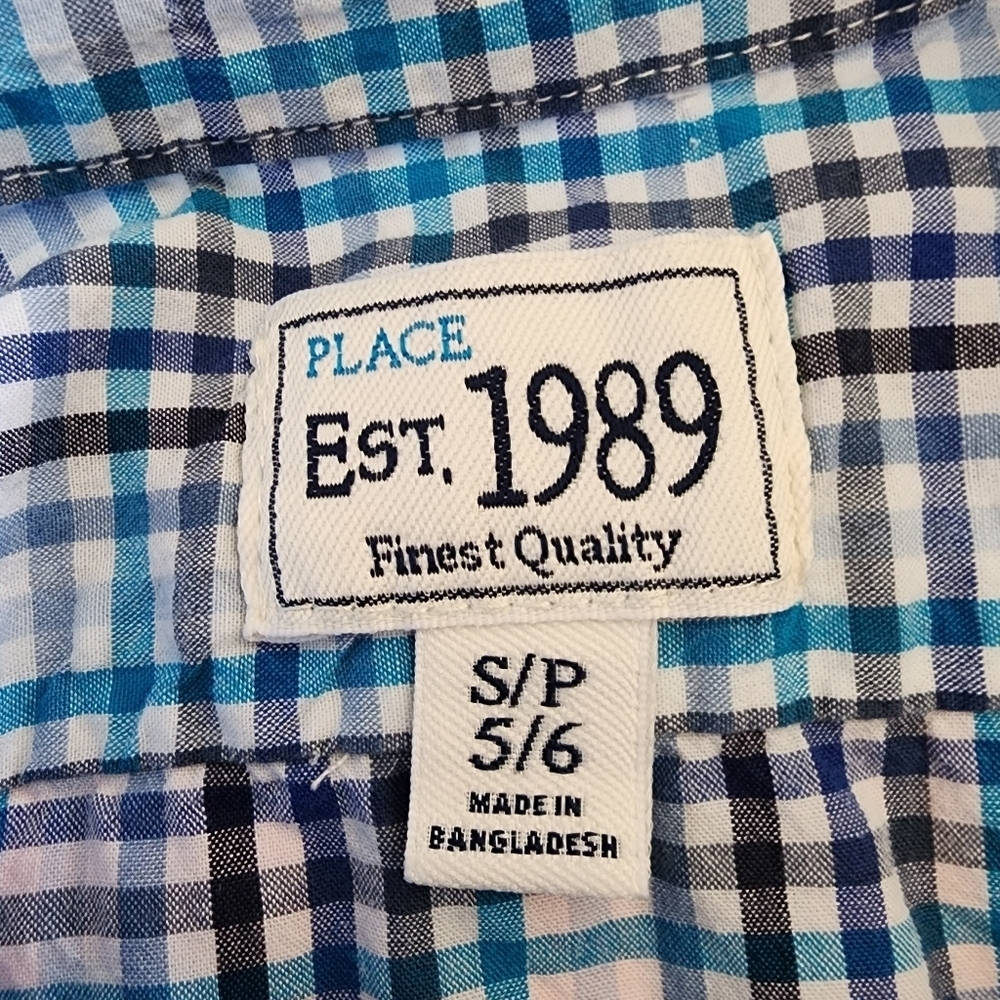 PLACE
EST. 1989
Finest Quality
S/P
5/6
MADE IN
BANGLADESH